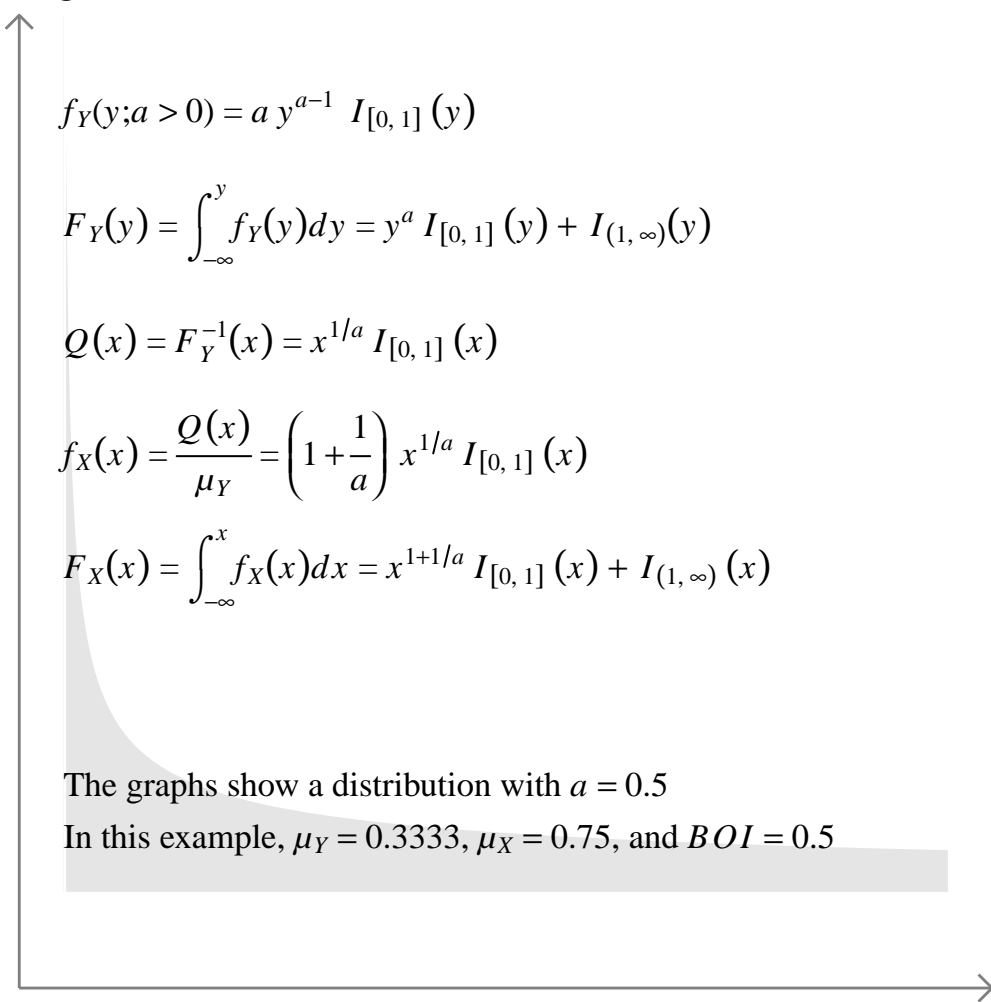 f_Y(y;a > 0) = a y^{a−1} I_{[0, 1]} (y)
F_Y(y) = ∫_{−∞}^{y} f_Y(y)dy = y^a I_{[0, 1]} (y) + I_{(1, ∞)}(y)
Q(x) = F_Y^{−1}(x) = x^{1/a} I_{[0, 1]} (x)
f_X(x) = Q(x)/μ_Y = (1 + 1/a) x^{1/a} I_{[0, 1]} (x)
F_X(x) = ∫_{−∞}^{x} f_X(x)dx = x^{1+1/a} I_{[0, 1]} (x) + I_{(1, ∞)} (x)
The graphs show a distribution with a = 0.5
In this example, μ_Y = 0.3333, μ_X = 0.75, and BOI = 0.5